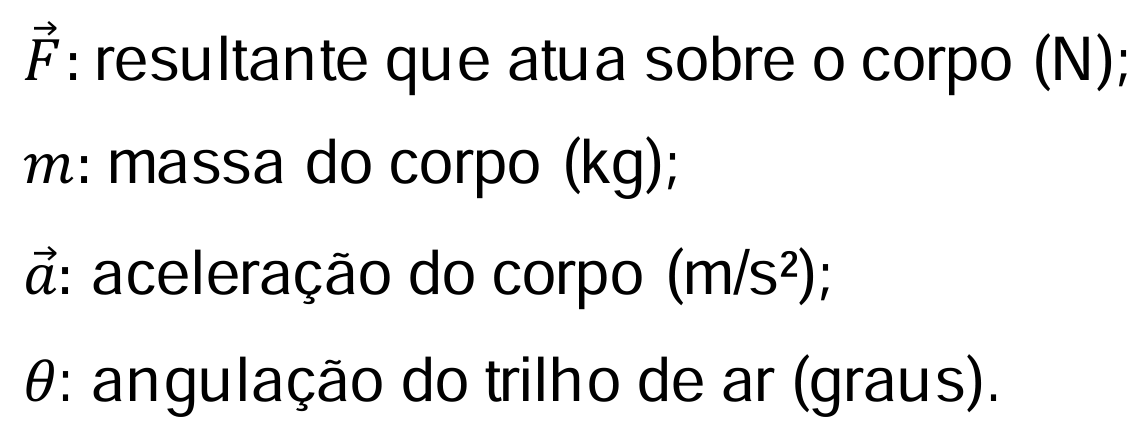 𝐹⃗: resultante que atua sobre o corpo (N);
𝑚: massa do corpo (kg);
𝑎⃗: aceleração do corpo (m/s²);
𝜃: angulação do trilho de ar (graus).